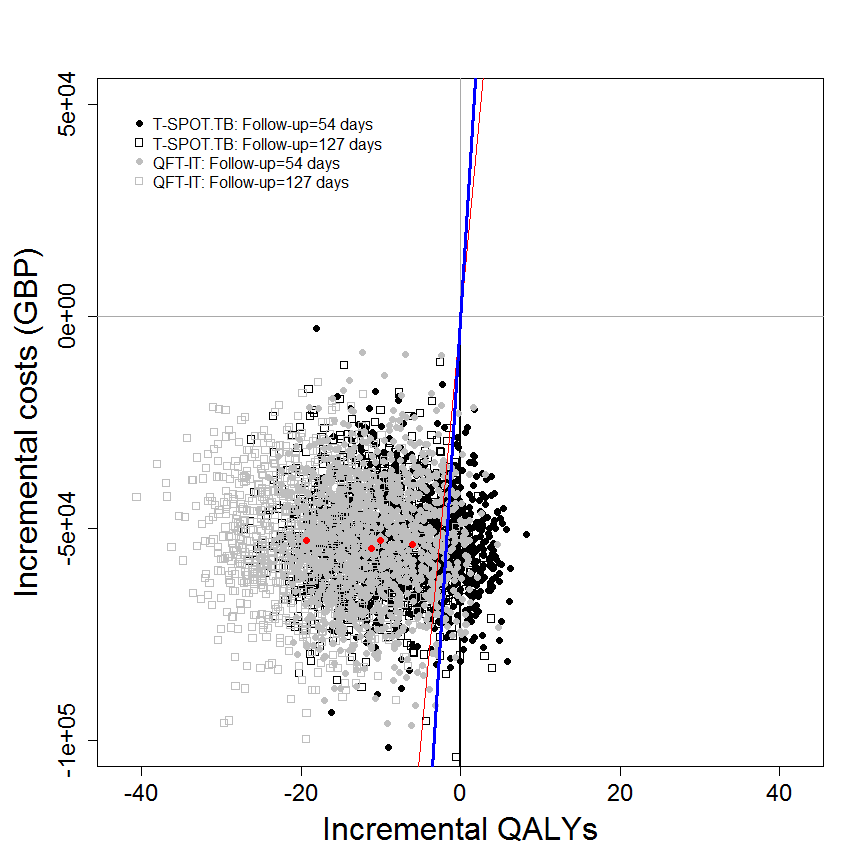 T-SPOT.TB: Follow-up=54 days
T-SPOT.TB: Follow-up=127 days
QFT-IT: Follow-up=54 days
QFT-IT: Follow-up=127 days
Incremental costs (GBP)
5e+04
0e+00
-5e+04
-1e+05
-40 -20 0 20 40
Incremental QALYs